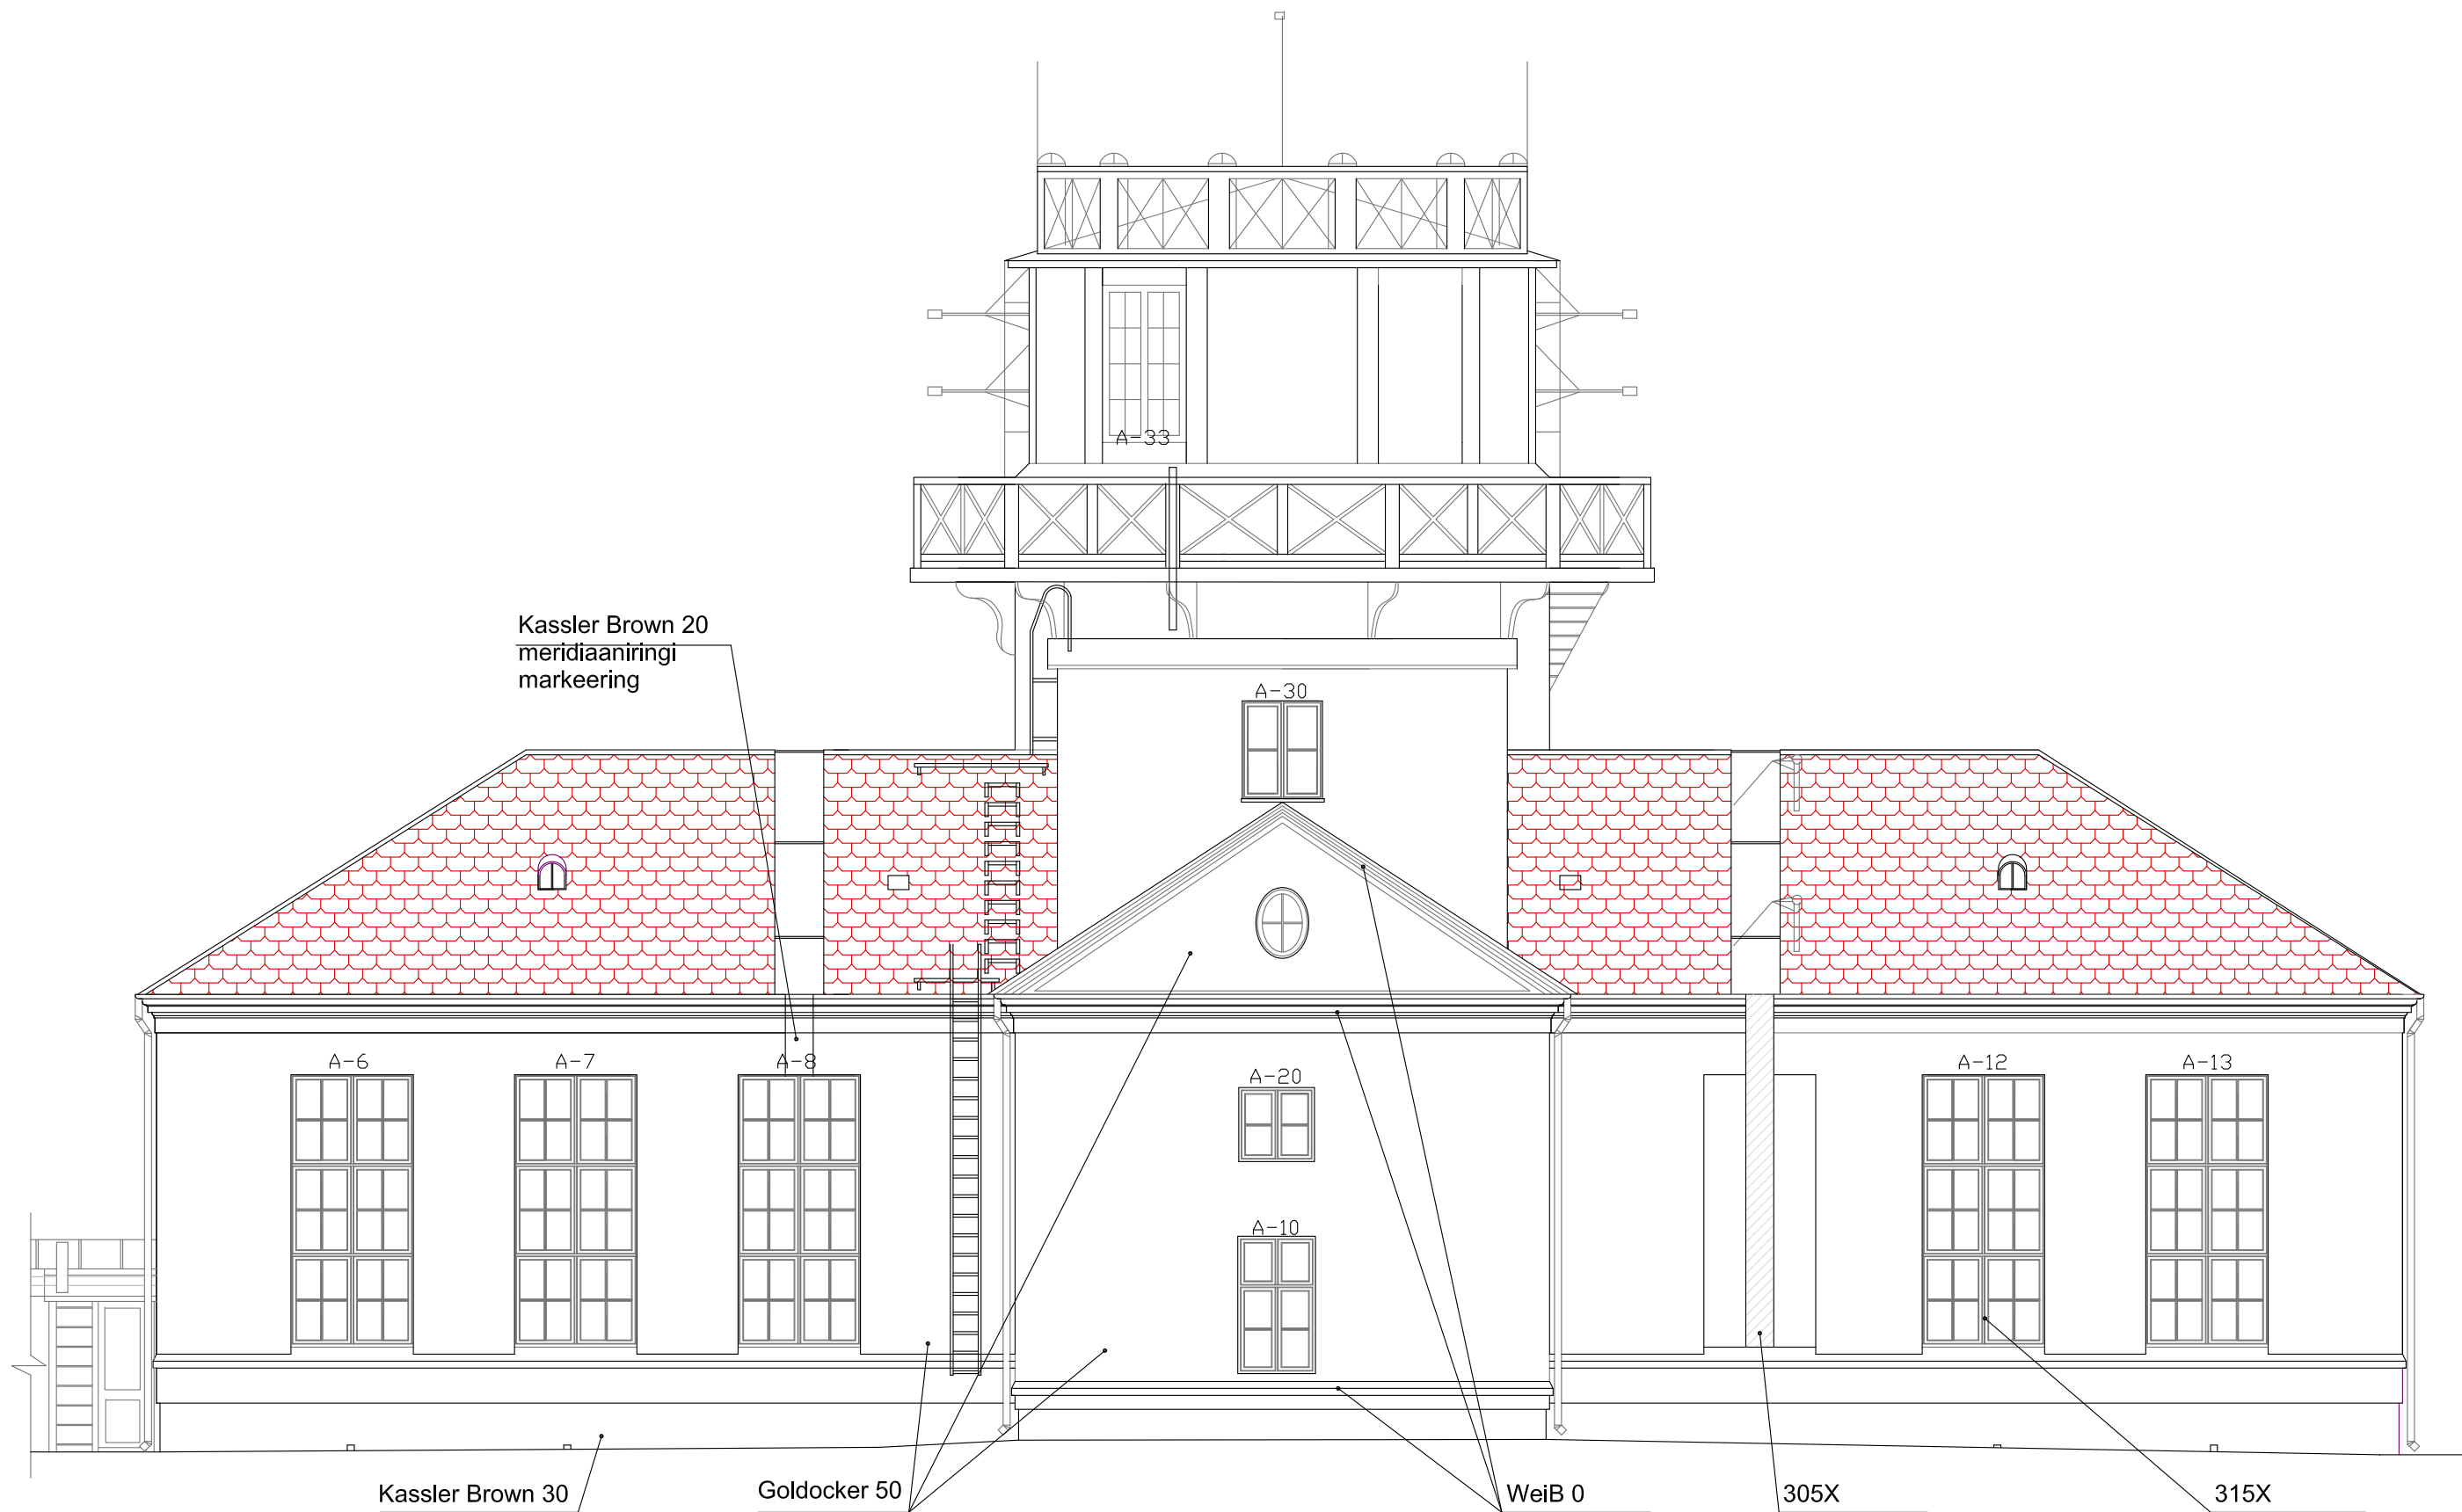 A-33
Kassler Brown 20
meridiaaniringi
markeering
A-30
A-6
A-7
A-8
A-20
A-12
A-13
A-10
Kassler Brown 30
Goldocker 50
WeiB 0
305X
315X